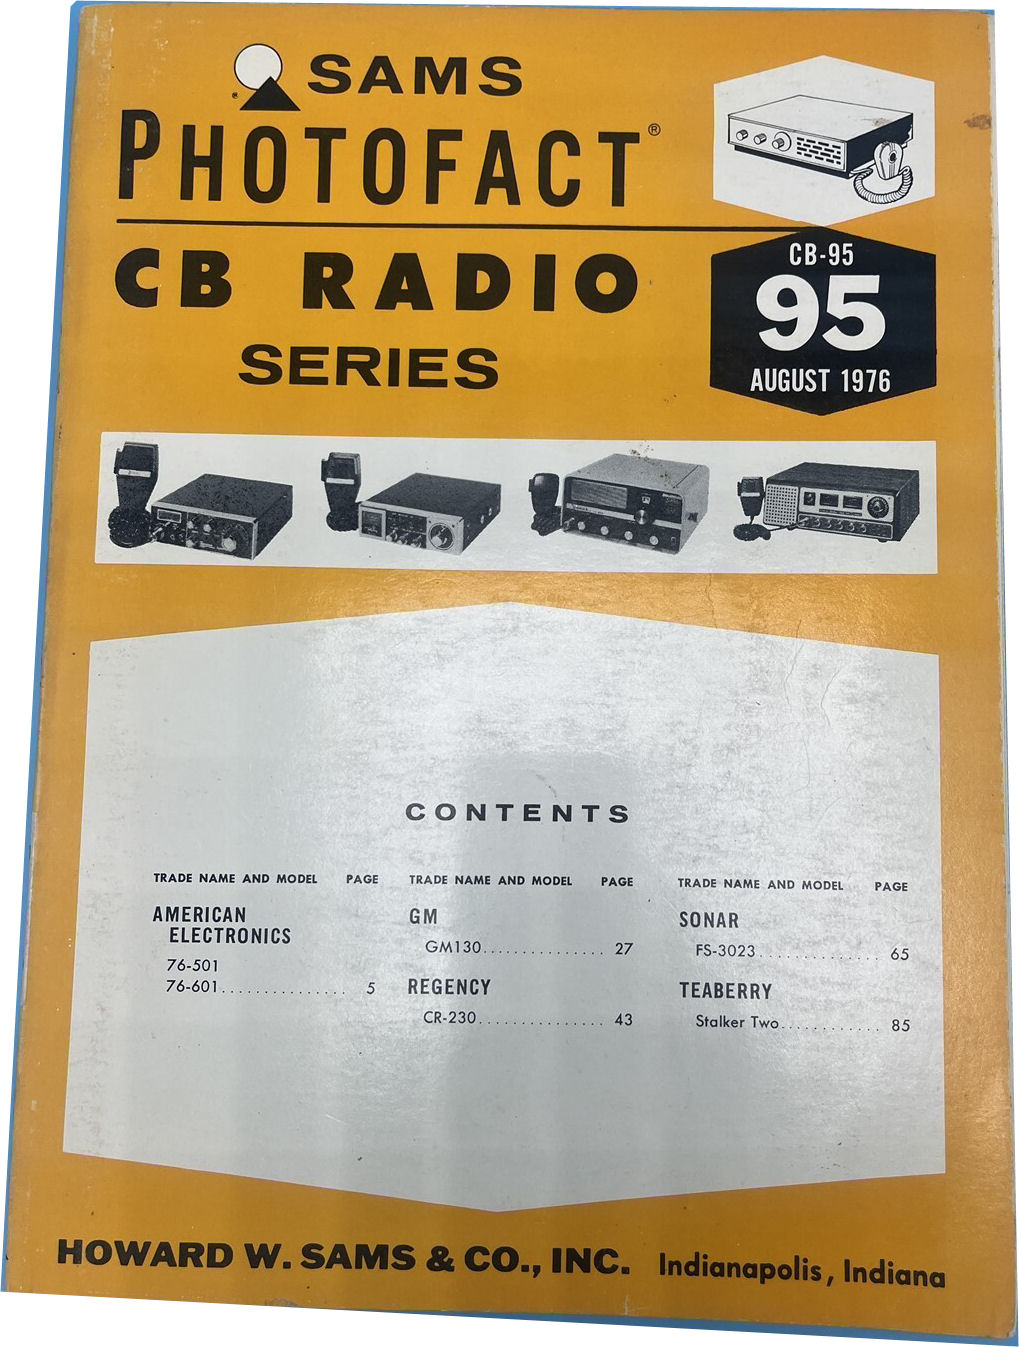 SAMS
PHOTOFACT®
CB RADIO
SERIES
CB-95
95
AUGUST 1976
CONTENTS
TRADE NAME AND MODEL PAGE
AMERICAN
ELECTRONICS
76-501
76-601............... 5
TRADE NAME AND MODEL PAGE
GM
GM130............... 27
REGENCY
CR-230............... 43
TRADE NAME AND MODEL PAGE
SONAR
FS-3023............... 65
TEABERRY
Stalker Two............ 85
HOWARD W. SAMS & CO., INC. Indianapolis, Indiana